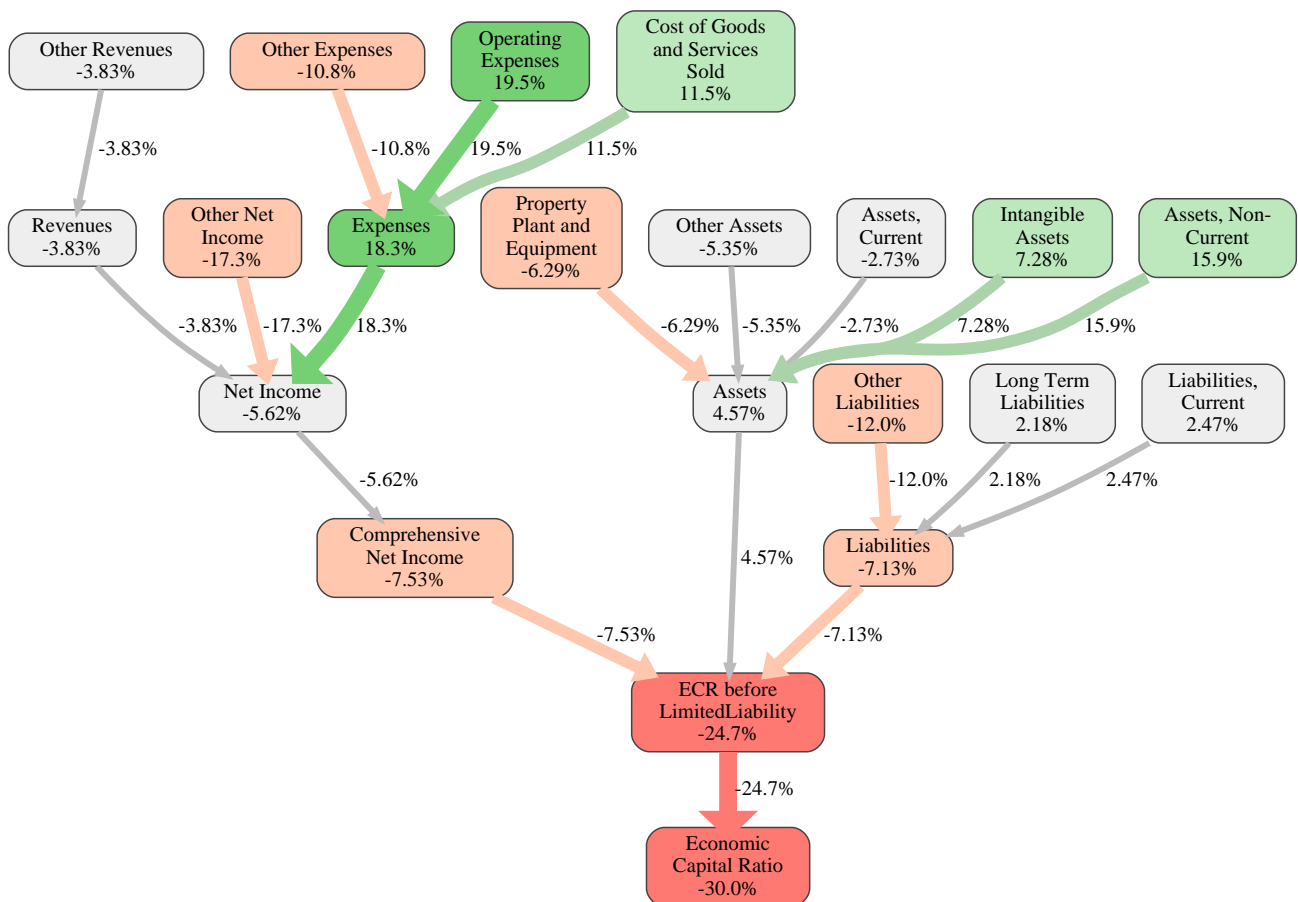 Other Revenues
-3.83%
Other Expenses
-10.8%
Operating
Expenses
19.5%
Cost of Goods
and Services
Sold
11.5%
-3.83%
-10.8%
19.5%
11.5%
Revenues
-3.83%
Other Net
Income
-17.3%
Expenses
18.3%
Property
Plant and
Equipment
-6.29%
Other Assets
-5.35%
Assets,
Current
-2.73%
Intangible
Assets
7.28%
Assets, Non-
Current
15.9%
-3.83%
-17.3%
18.3%
-6.29%
-5.35%
-2.73%
7.28%
15.9%
Net Income
-5.62%
Assets
4.57%
Other
Liabilities
-12.0%
Long Term
Liabilities
2.18%
Liabilities,
Current
2.47%
-5.62%
-12.0%
2.18%
2.47%
Comprehensive
Net Income
-7.53%
4.57%
Liabilities
-7.13%
-7.53%
-7.13%
ECR before
LimitedLiability
-24.7%
-24.7%
Economic
Capital Ratio
-30.0%